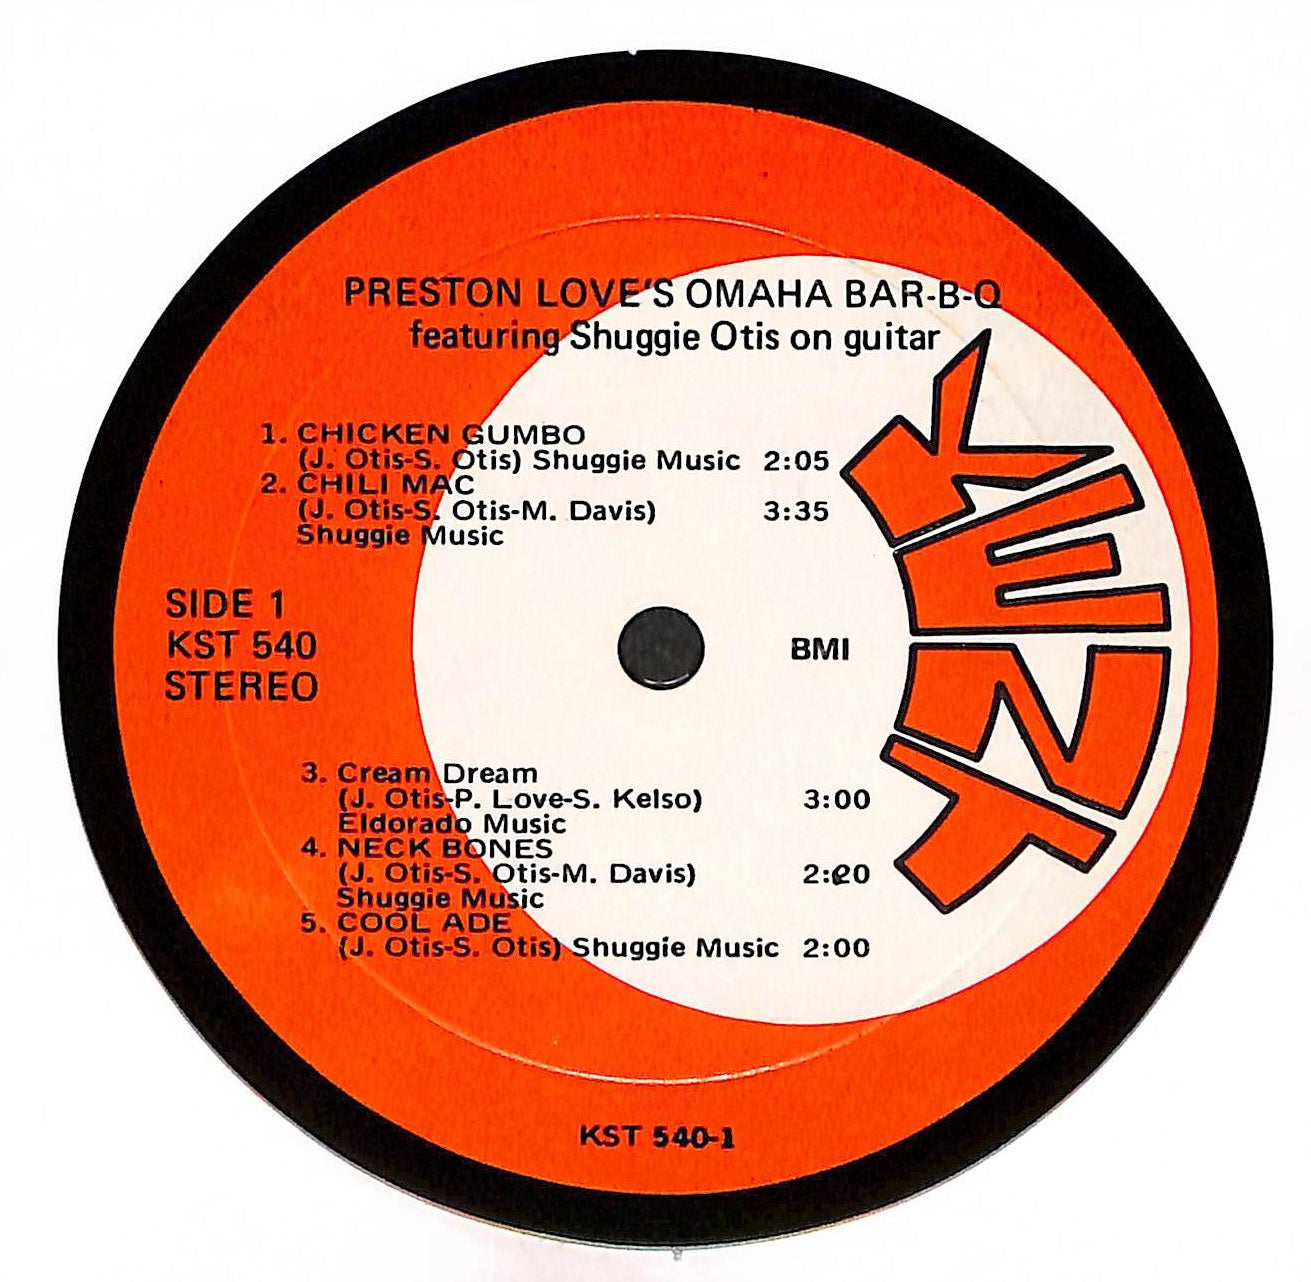 PRESTON LOVE'S OMAHA BAR-B-Q
featuring Shuggie Otis on guitar
1. CHICKEN GUMBO
(J. Otis-S. Otis) Shuggie Music 2:05
2. CHILI MAC
(J. Otis-S. Otis-M. Davis) 3:35
Shuggie Music
SIDE 1
KST 540
STEREO
BMI
KENT
3. Cream Dream
(J. Otis-P. Love-S. Kelso) 3:00
Eldorado Music
4. NECK BONES
(J. Otis-S. Otis-M. Davis) 2:20
Shuggie Music
5. COOL ADE
(J. Otis-S. Otis) Shuggie Music 2:00
KST 540-1